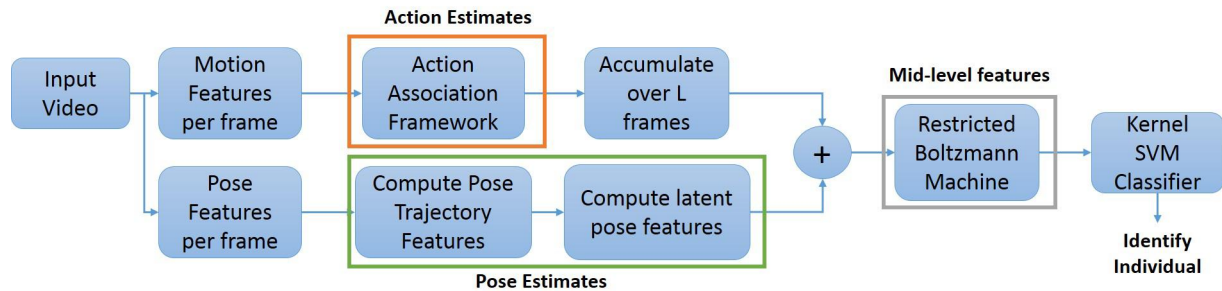 Action Estimates
Input
Video
Motion
Features
per frame
Action
Association
Framework
Accumulate
over L
frames
Pose
Features
per frame
Compute Pose
Trajectory
Features
Compute latent
pose features
Pose Estimates
+
Mid-level features
Restricted
Boltzmann
Machine
Kernel
SVM
Classifier
Identify
Individual